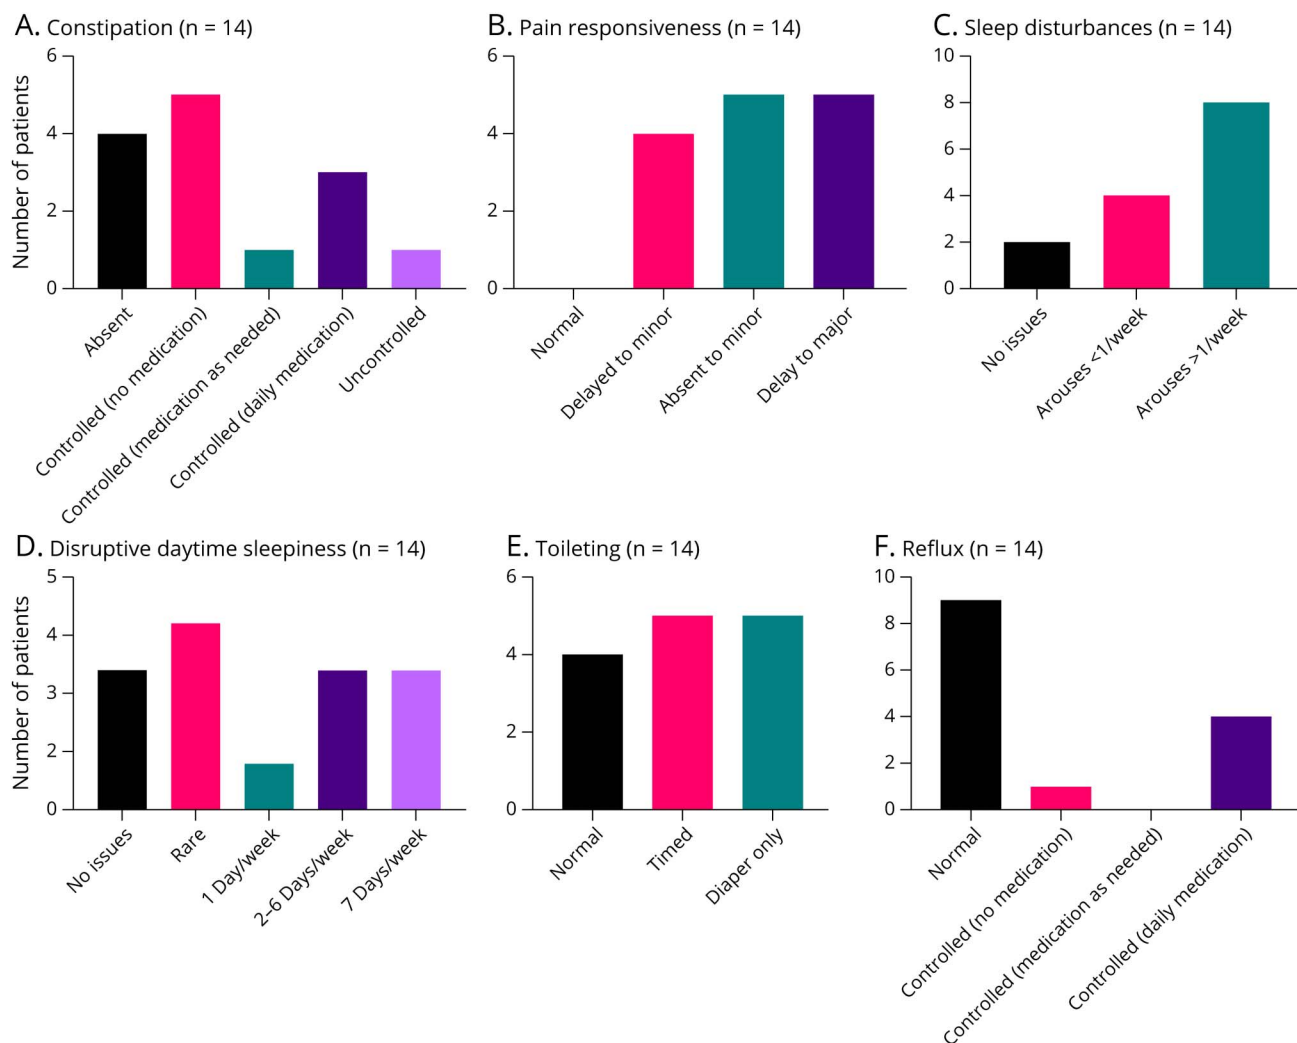 A. Constipation (n = 14)
Number of patients
6
4
2
0
Absent
Controlled (no medication)
Controlled (medication as needed)
Controlled (daily medication)
Uncontrolled
B. Pain responsiveness (n = 14)
6
4
2
0
Normal
Delayed to minor
Absent to minor
Delay to major
C. Sleep disturbances (n = 14)
10
8
6
4
2
0
No issues
Arouses <1/week
Arouses >1/week
D. Disruptive daytime sleepiness (n = 14)
Number of patients
5
4
3
2
0
No issues
Rare
1 Day/week
2–6 Days/week
7 Days/week
E. Toileting (n = 14)
6
4
2
0
Normal
Timed
Diaper only
F. Reflux (n = 14)
10
8
6
4
2
0
Normal
Controlled (no medication)
Controlled (medication as needed)
Controlled (daily medication)